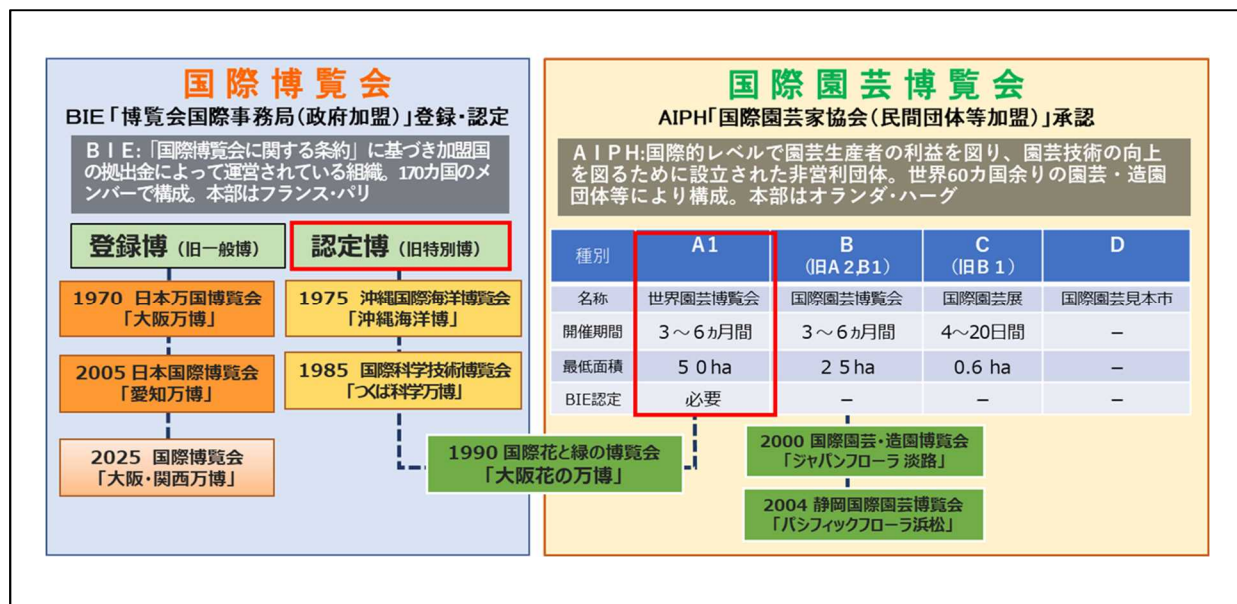 国際博覧会
BIE「博覧会国際事務局(政府加盟)」登録・認定
BIE:「国際博覧会に関する条約」に基づき加盟国
の拠出金によって運営されている組織。170カ国のメ
ンバーで構成。本部はフランス・パリ
登録博(旧一般博)
認定博(旧特別博)
1970 日本万国博覧会
「大阪万博」
1975 沖縄国際海洋博覧会
「沖縄海洋博」
2005 日本国際博覧会
「愛知万博」
1985 国際科学技術博覧会
「つくば科学万博」
2025 国際博覧会
「大阪・関西万博」
1990 国際花と緑の博覧会
「大阪花の万博」
国際園芸博覧会
AIPH「国際園芸家協会(民間団体等加盟)」承認
AIPH:国際的レベルで園芸生産者の利益を図り、園芸技術の向上
を図るために設立された非営利団体。世界60カ国余りの園芸・造園
団体等により構成。本部はオランダ・ハーグ
種別 A1 B (旧A2,B1) C (旧B1) D
名称 世界園芸博覧会 国際園芸博覧会 国際園芸展 国際園芸見本市
開催期間 3～6ヵ月間 3～6ヵ月間 4～20日間 −
最低面積 50ha 25ha 0.6 ha −
BIE認定 必要 − − −
2000 国際園芸・造園博覧会
「ジャパンフローラ 淡路」
2004 静岡国際園芸博覧会
「パシフィックフローラ浜松」